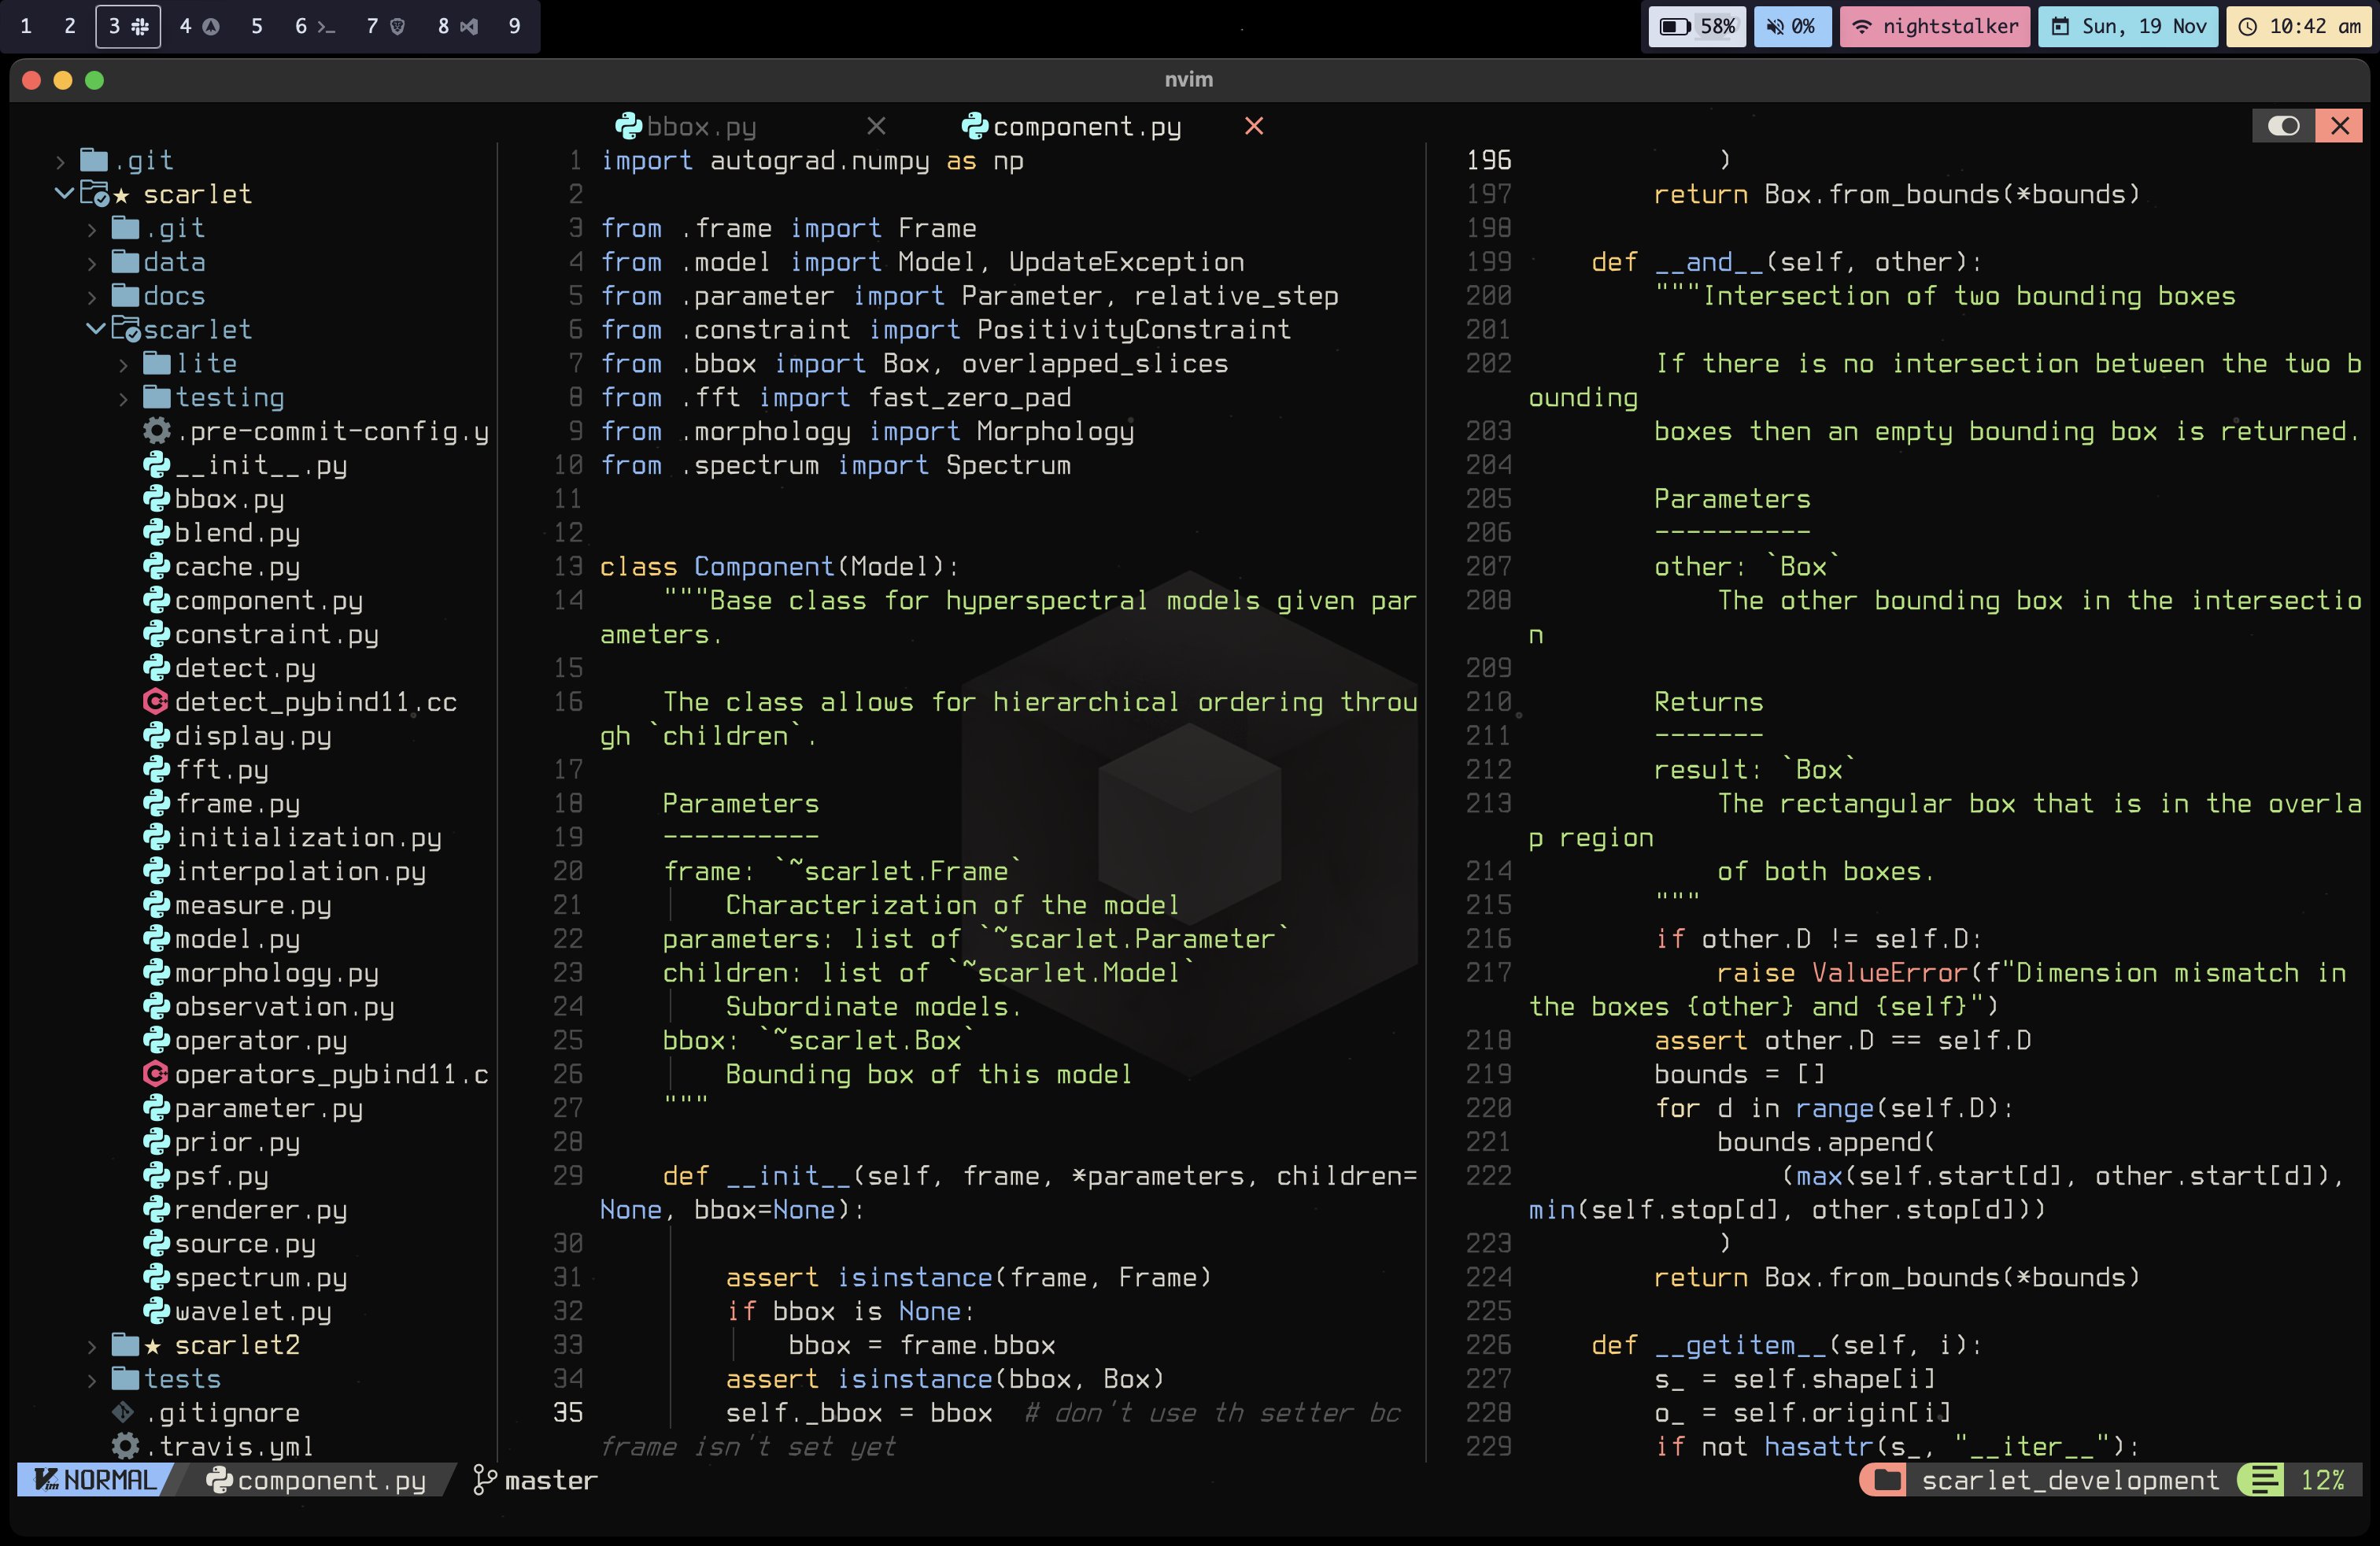 1 2 3 4 5 6 7 8 9
58% 0% nightstalker Sun, 19 Nov 10:42 am
nvim
bbox.py component.py
.git
scarlet
.git
data
docs
scarlet
lite
testing
.pre-commit-config.y
__init__.py
bbox.py
blend.py
cache.py
component.py
constraint.py
detect.py
detect_pybind11.cc
display.py
fft.py
frame.py
initialization.py
interpolation.py
measure.py
model.py
morphology.py
observation.py
operator.py
operators_pybind11.c
parameter.py
prior.py
psf.py
renderer.py
source.py
spectrum.py
wavelet.py
scarlet2
tests
.gitignore
.travis.yml
1 import autograd.numpy as np
2
3 from .frame import Frame
4 from .model import Model, UpdateException
5 from .parameter import Parameter, relative_step
6 from .constraint import PositivityConstraint
7 from .bbox import Box, overlapped_slices
8 from .fft import fast_zero_pad
9 from .morphology import Morphology
10 from .spectrum import Spectrum
11
12
13 class Component(Model):
14     """Base class for hyperspectral models given par
ameters.
15
16     The class allows for hierarchical ordering throu
gh `children`.
17
18     Parameters
19     ----------
20     frame: `~scarlet.Frame`
21         Characterization of the model
22     parameters: list of `~scarlet.Parameter`
23     children: list of `~scarlet.Model`
24         Subordinate models.
25     bbox: `~scarlet.Box`
26         Bounding box of this model
27     """
28
29     def __init__(self, frame, *parameters, children=
None, bbox=None):
30
31         assert isinstance(frame, Frame)
32         if bbox is None:
33             bbox = frame.bbox
34         assert isinstance(bbox, Box)
35         self._bbox = bbox  # don't use th setter bc
frame isn't set yet
196             )
197         return Box.from_bounds(*bounds)
198
199     def __and__(self, other):
200         """Intersection of two bounding boxes
201
202         If there is no intersection between the two b
ounding
203         boxes then an empty bounding box is returned.
204
205         Parameters
206         ----------
207         other: `Box`
208             The other bounding box in the intersectio
n
209
210         Returns
211         -------
212         result: `Box`
213             The rectangular box that is in the overla
p region
214             of both boxes.
215         """
216         if other.D != self.D:
217             raise ValueError(f"Dimension mismatch in
the boxes {other} and {self}")
218         assert other.D == self.D
219         bounds = []
220         for d in range(self.D):
221             bounds.append(
222                 (max(self.start[d], other.start[d]),
min(self.stop[d], other.stop[d]))
223             )
224         return Box.from_bounds(*bounds)
225
226     def __getitem__(self, i):
227         s_ = self.shape[i]
228         o_ = self.origin[i]
229         if not hasattr(s_, "__iter__"):
NORMAL component.py master scarlet_development 12%